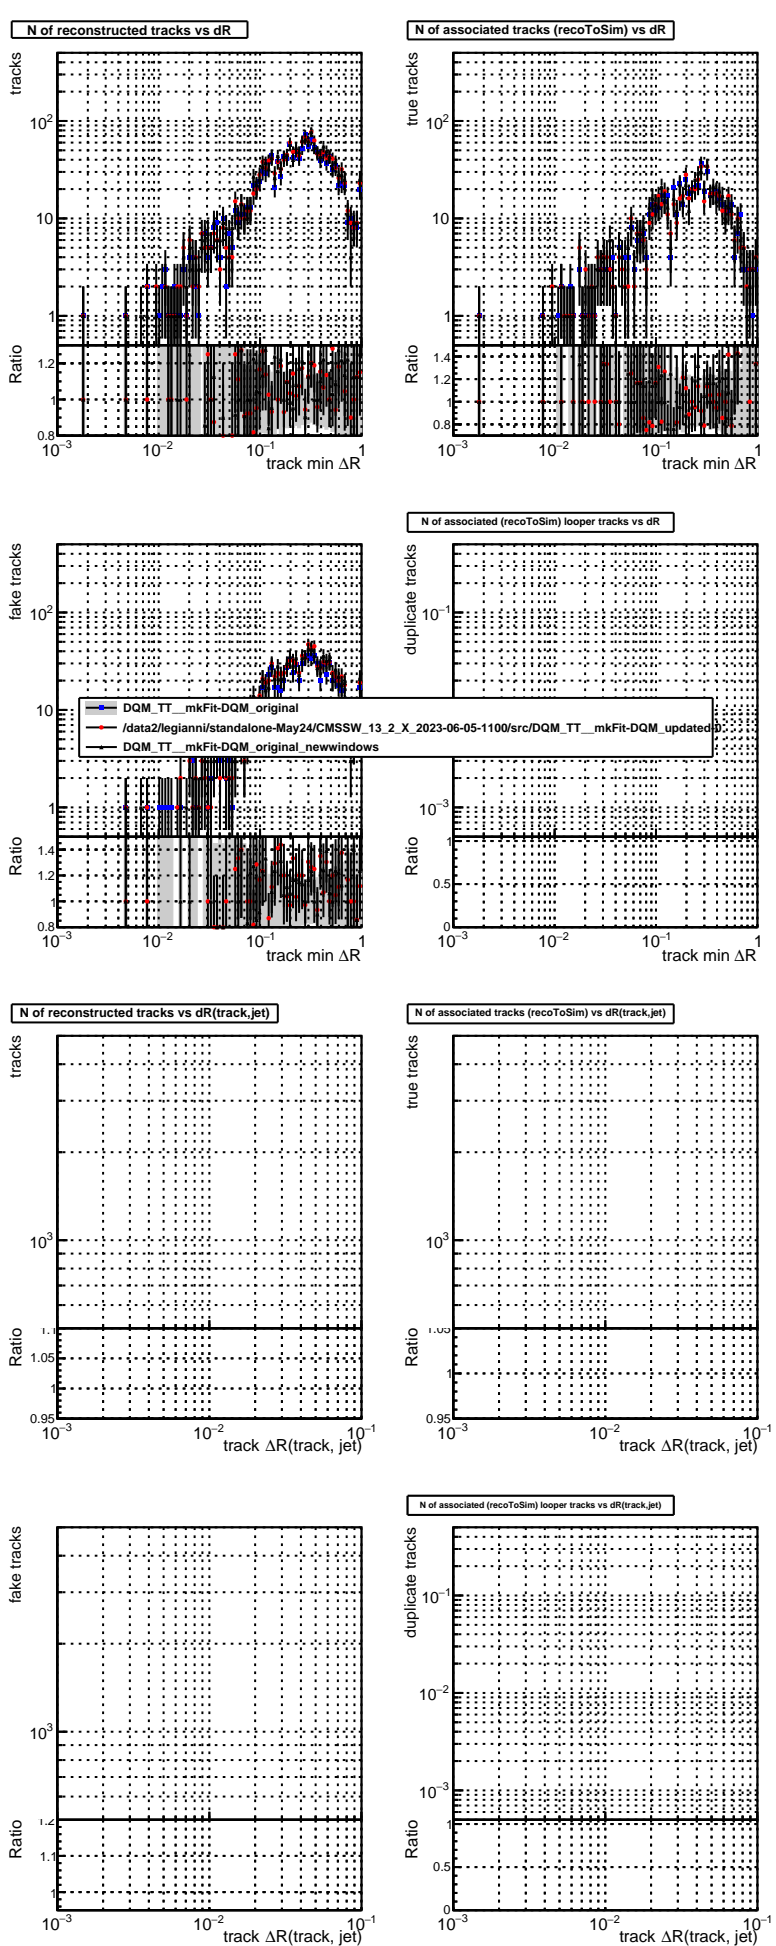 N of reconstructed tracks vs dR
tracks
10²
10
1
Ratio
1.2
1
0.8
10⁻³
10⁻²
10⁻¹
1
track min ΔR
N of associated tracks (recoToSim) vs dR
true tracks
10²
10
1
Ratio
1.4
1.2
1
0.8
10⁻³
10⁻²
10⁻¹
1
track min ΔR
fake tracks
10²
10
1
Ratio
1.4
1.2
1
0.8
10⁻³
10⁻²
10⁻¹
1
track min ΔR
N of associated (recoToSim) looper tracks vs dR
duplicate tracks
10⁻¹
10⁻³
Ratio
1
0.5
0
10⁻³
10⁻²
10⁻¹
1
track min ΔR
DQM_TT__mkFit-DQM_original
/data2/legianni/standalone-May24/CMSSW_13_2_X_2023-06-05-1100/src/DQM_TT__mkFit-DQM_updated-0
DQM_TT__mkFit-DQM_original_newwindows
N of reconstructed tracks vs dR(track,jet)
tracks
10³
Ratio
1.1
1.05
1
0.95
10⁻³
10⁻²
10⁻¹
track ΔR(track, jet)
N of associated tracks (recoToSim) vs dR(track,jet)
true tracks
10³
Ratio
1.05
1
0.95
10⁻³
10⁻²
10⁻¹
track ΔR(track, jet)
fake tracks
10³
Ratio
1.2
1.1
1
10⁻³
10⁻²
10⁻¹
track ΔR(track, jet)
N of associated (recoToSim) looper tracks vs dR(track,jet)
duplicate tracks
10⁻¹
10⁻²
10⁻³
Ratio
1
0.5
0
10⁻³
10⁻²
10⁻¹
track ΔR(track, jet)